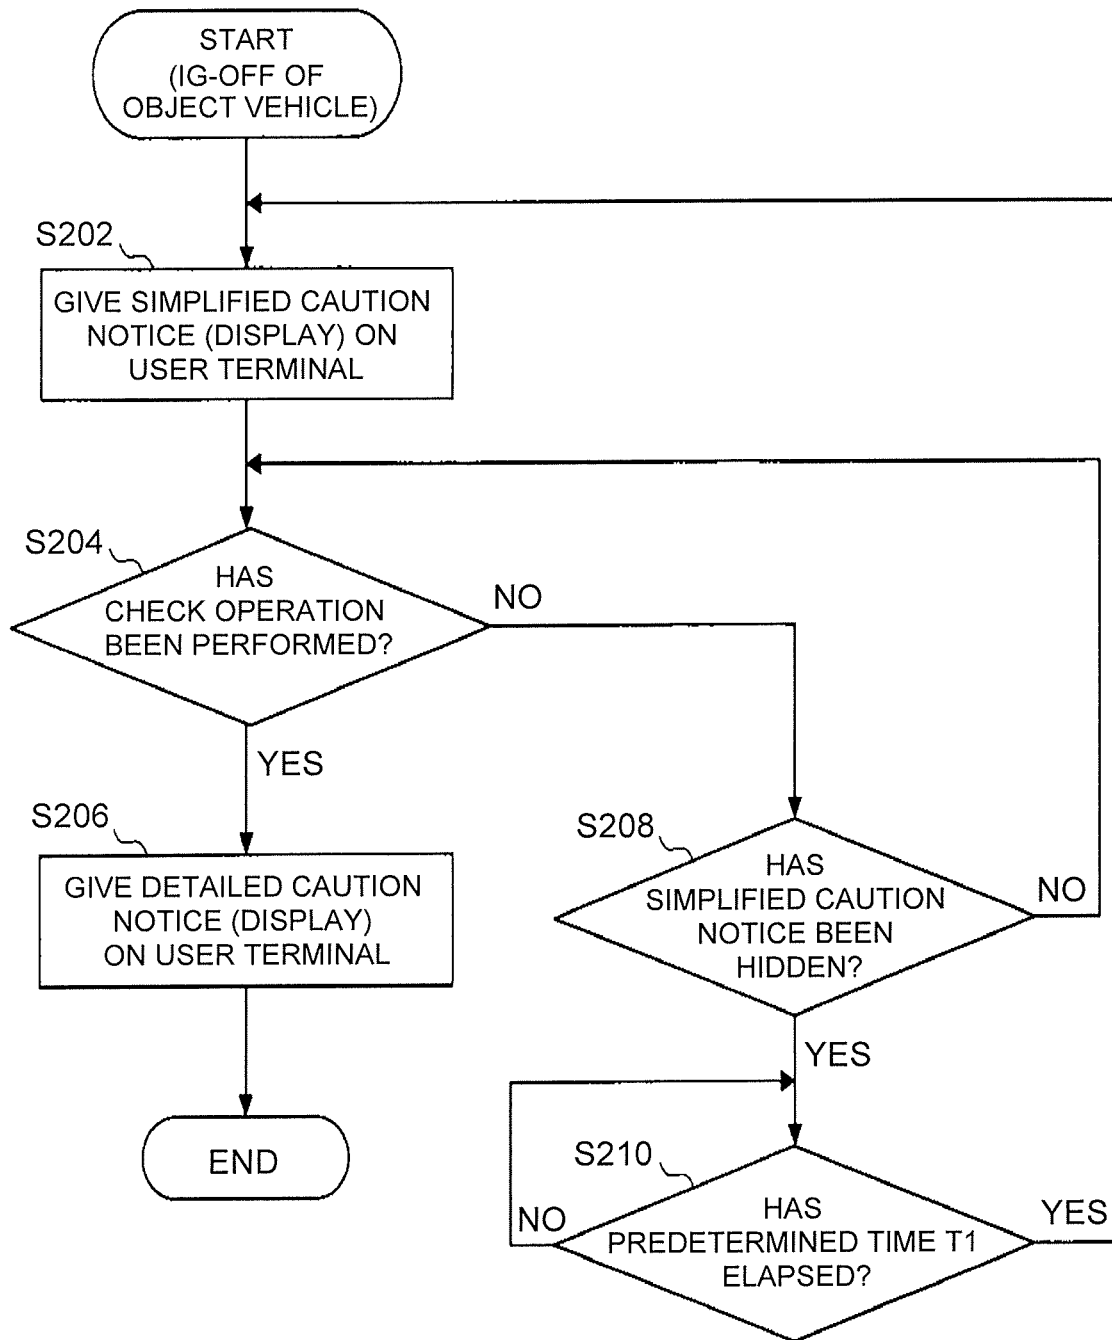 START
(IG-OFF OF
OBJECT VEHICLE)
S202
GIVE SIMPLIFIED CAUTION
NOTICE (DISPLAY) ON
USER TERMINAL
S204
HAS
CHECK OPERATION
BEEN PERFORMED?
NO
YES
S206
GIVE DETAILED CAUTION
NOTICE (DISPLAY)
ON USER TERMINAL
END
S208
HAS
SIMPLIFIED CAUTION
NOTICE BEEN
HIDDEN?
NO
YES
S210
HAS
PREDETERMINED TIME T1
ELAPSED?
NO
YES